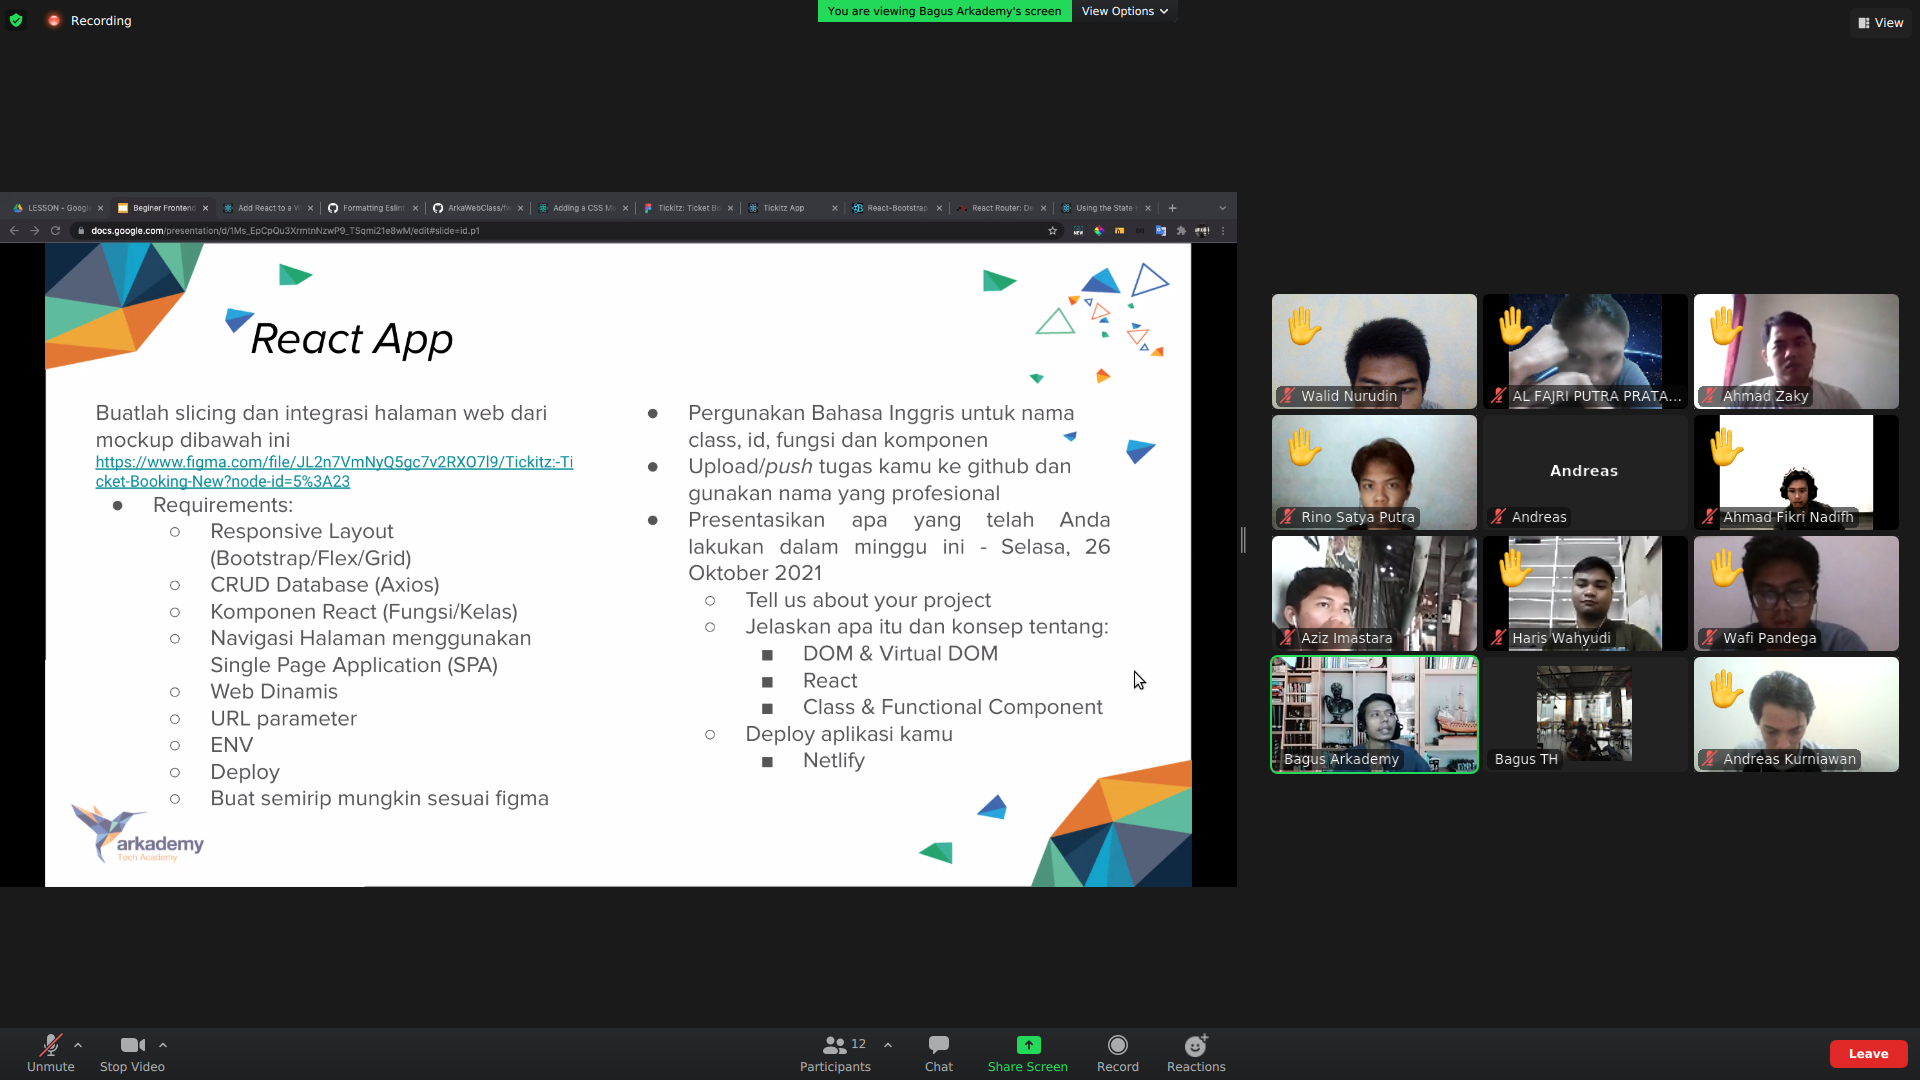 Recording
You are viewing Bagus Arkademy's screen
View Options
View
LESSON - Google
Beginer Frontend
Add React to a W
Formatting Eslint
ArkaWebClass/fw
Adding a CSS Mo
Tickitz: Ticket Bo
Tickitz App
React-Bootstrap
React Router: De
Using the State H
docs.google.com/presentation/d/1Ms_EpCpQu3XrmtnNzwP9_TSqmi21e8wM/edit#slide=id.p1
React App
Buatlah slicing dan integrasi halaman web dari
mockup dibawah ini
https://www.figma.com/file/JL2n7VmNyQ5gc7v2RXO7l9/Tickitz:-Ti
cket-Booking-New?node-id=5%3A23
● Requirements:
○ Responsive Layout
(Bootstrap/Flex/Grid)
○ CRUD Database (Axios)
○ Komponen React (Fungsi/Kelas)
○ Navigasi Halaman menggunakan
Single Page Application (SPA)
○ Web Dinamis
○ URL parameter
○ ENV
○ Deploy
○ Buat semirip mungkin sesuai figma
arkademy
Tech Academy
● Pergunakan Bahasa Inggris untuk nama
class, id, fungsi dan komponen
● Upload/push tugas kamu ke github dan
gunakan nama yang profesional
● Presentasikan apa yang telah Anda
lakukan dalam minggu ini - Selasa, 26
Oktober 2021
○ Tell us about your project
○ Jelaskan apa itu dan konsep tentang:
■ DOM & Virtual DOM
■ React
■ Class & Functional Component
○ Deploy aplikasi kamu
■ Netlify
Walid Nurudin
AL FAJRI PUTRA PRATA...
Ahmad Zaky
Rino Satya Putra
Andreas
Andreas
Ahmad Fikri Nadifh
Aziz Imastara
Haris Wahyudi
Wafi Pandega
Bagus Arkademy
Bagus TH
Andreas Kurniawan
Unmute
Stop Video
12
Participants
Chat
Share Screen
Record
Reactions
Leave